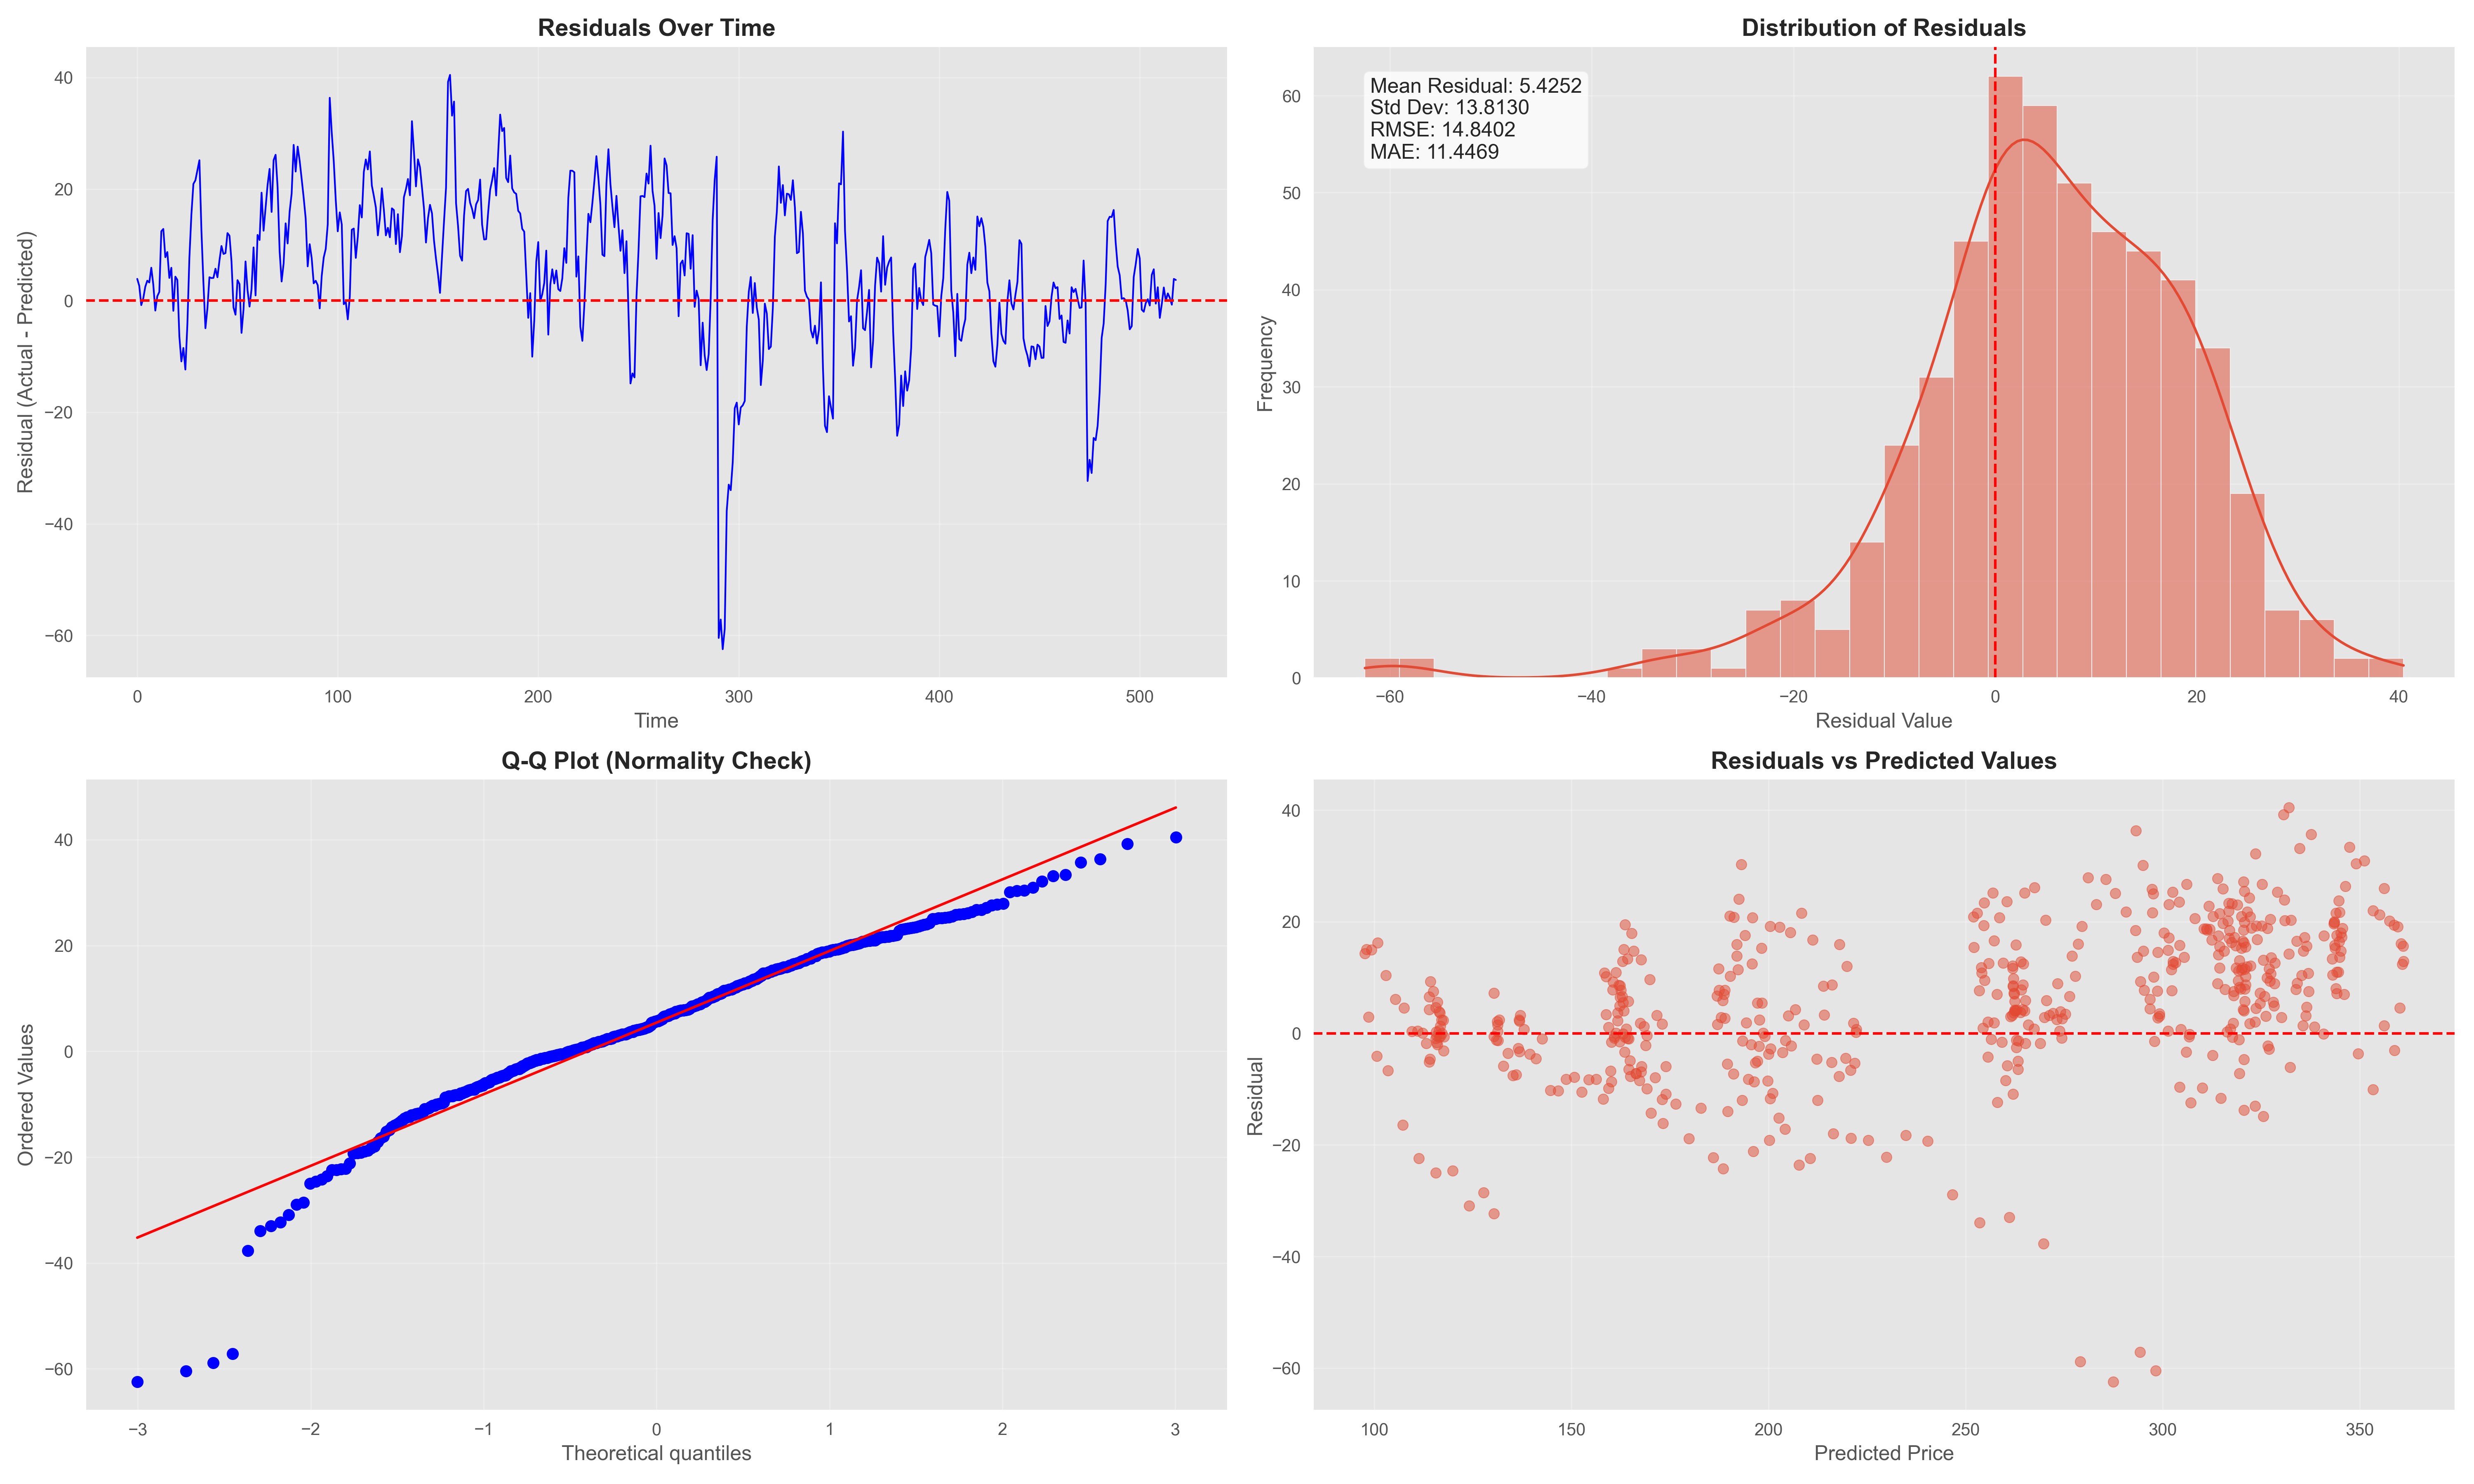 Residuals Over Time
Residual (Actual - Predicted)
40
20
0
−20
−40
−60
0 100 200 300 400 500
Time
Distribution of Residuals
Mean Residual: 5.4252
Std Dev: 13.8130
RMSE: 14.8402
MAE: 11.4469
Frequency
60
50
40
30
20
10
0
−60 −40 −20 0 20 40
Residual Value
Q-Q Plot (Normality Check)
Ordered Values
40
20
0
−20
−40
−60
−3 −2 −1 0 1 2 3
Theoretical quantiles
Residuals vs Predicted Values
Residual
40
20
0
−20
−40
−60
100 150 200 250 300 350
Predicted Price